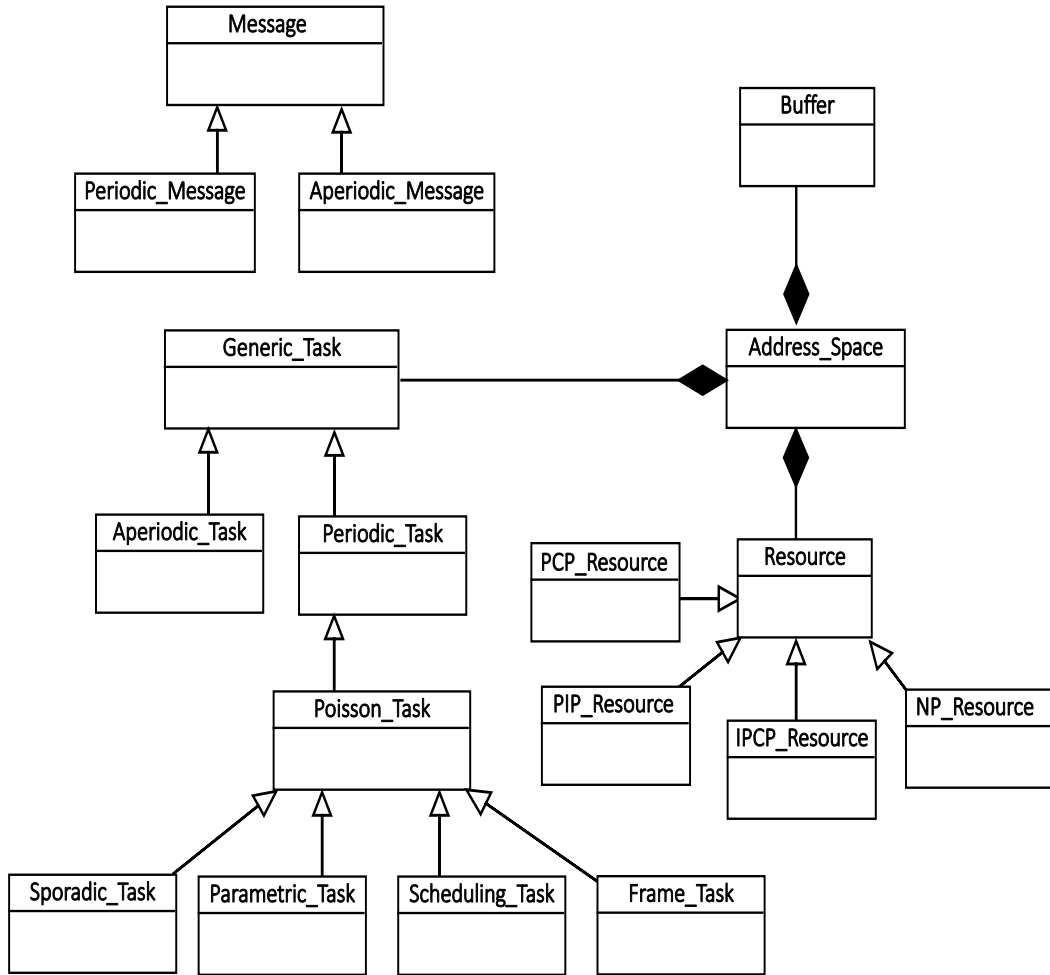 Message
Buffer
Periodic_Message
Aperiodic_Message
Generic_Task
Address_Space
Aperiodic_Task
Periodic_Task
PCP_Resource
Resource
Poisson_Task
PIP_Resource
IPCP_Resource
NP_Resource
Sporadic_Task
Parametric_Task
Scheduling_Task
Frame_Task